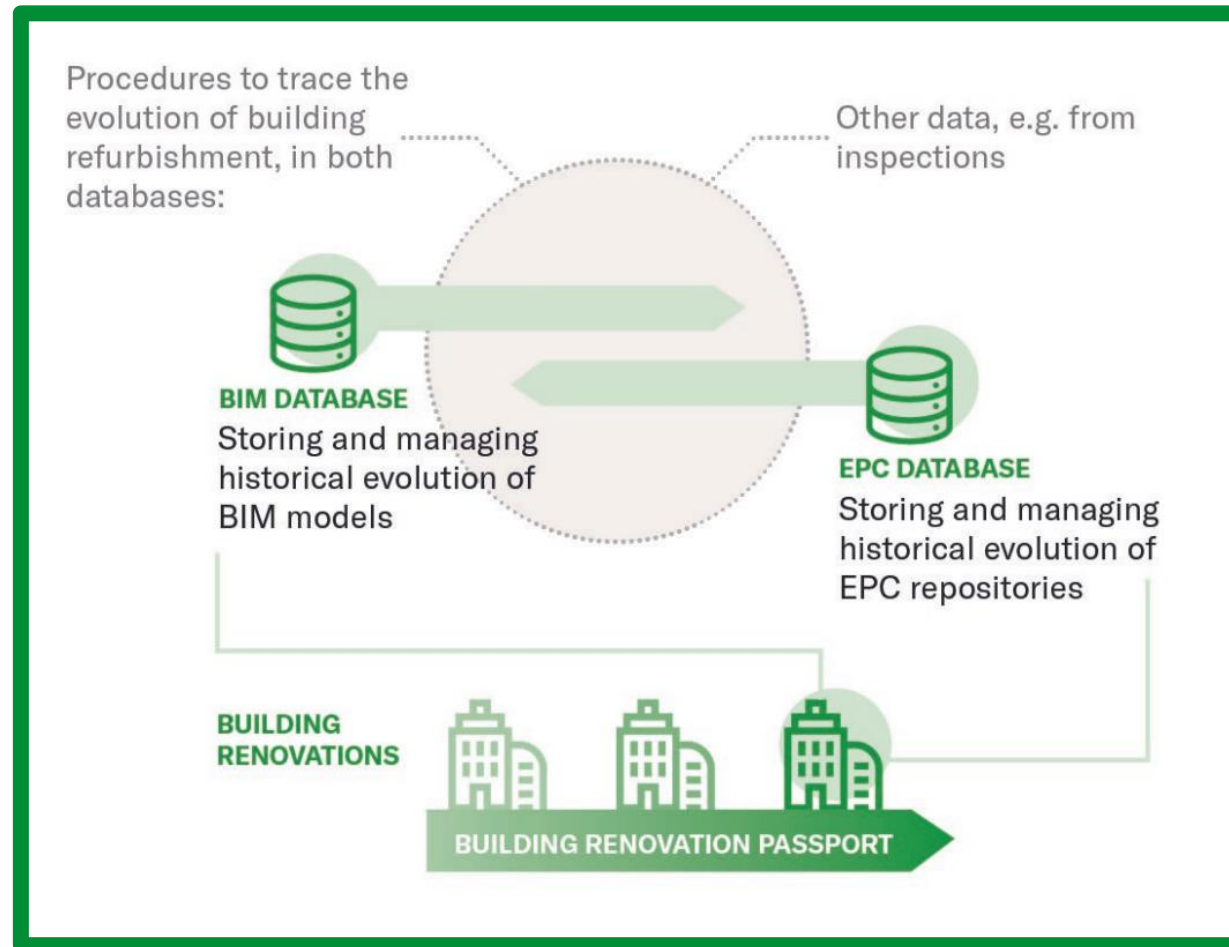 Procedures to trace the
evolution of building
refurbishment, in both
databases:
Other data, e.g. from
inspections
BIM DATABASE
Storing and managing
historical evolution of
BIM models
EPC DATABASE
Storing and managing
historical evolution of
EPC repositories
BUILDING
RENOVATIONS
BUILDING RENOVATION PASSPORT